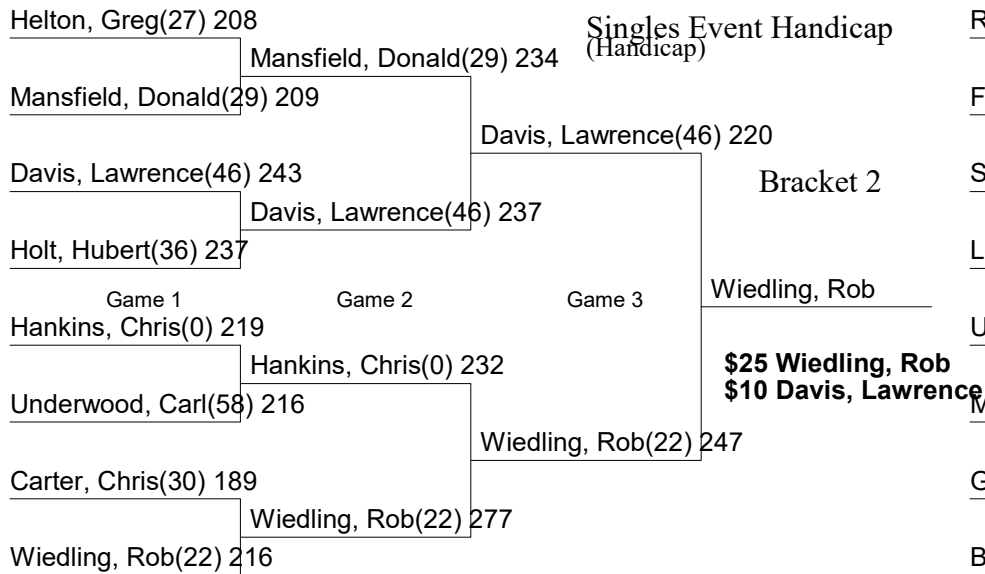 Helton, Greg(27) 208
Singles Event Handicap
(Handicap)
Mansfield, Donald(29) 234
Mansfield, Donald(29) 209
Davis, Lawrence(46) 220
Davis, Lawrence(46) 243
Bracket 2
Davis, Lawrence(46) 237
Holt, Hubert(36) 237
Game 1
Game 2
Game 3
Wiedling, Rob
Hankins, Chris(0) 219
Hankins, Chris(0) 232
$25 Wiedling, Rob
$10 Davis, Lawrence
Underwood, Carl(58) 216
Wiedling, Rob(22) 247
Carter, Chris(30) 189
Wiedling, Rob(22) 277
Wiedling, Rob(22) 216
R
F
S
L
U
M
G
B